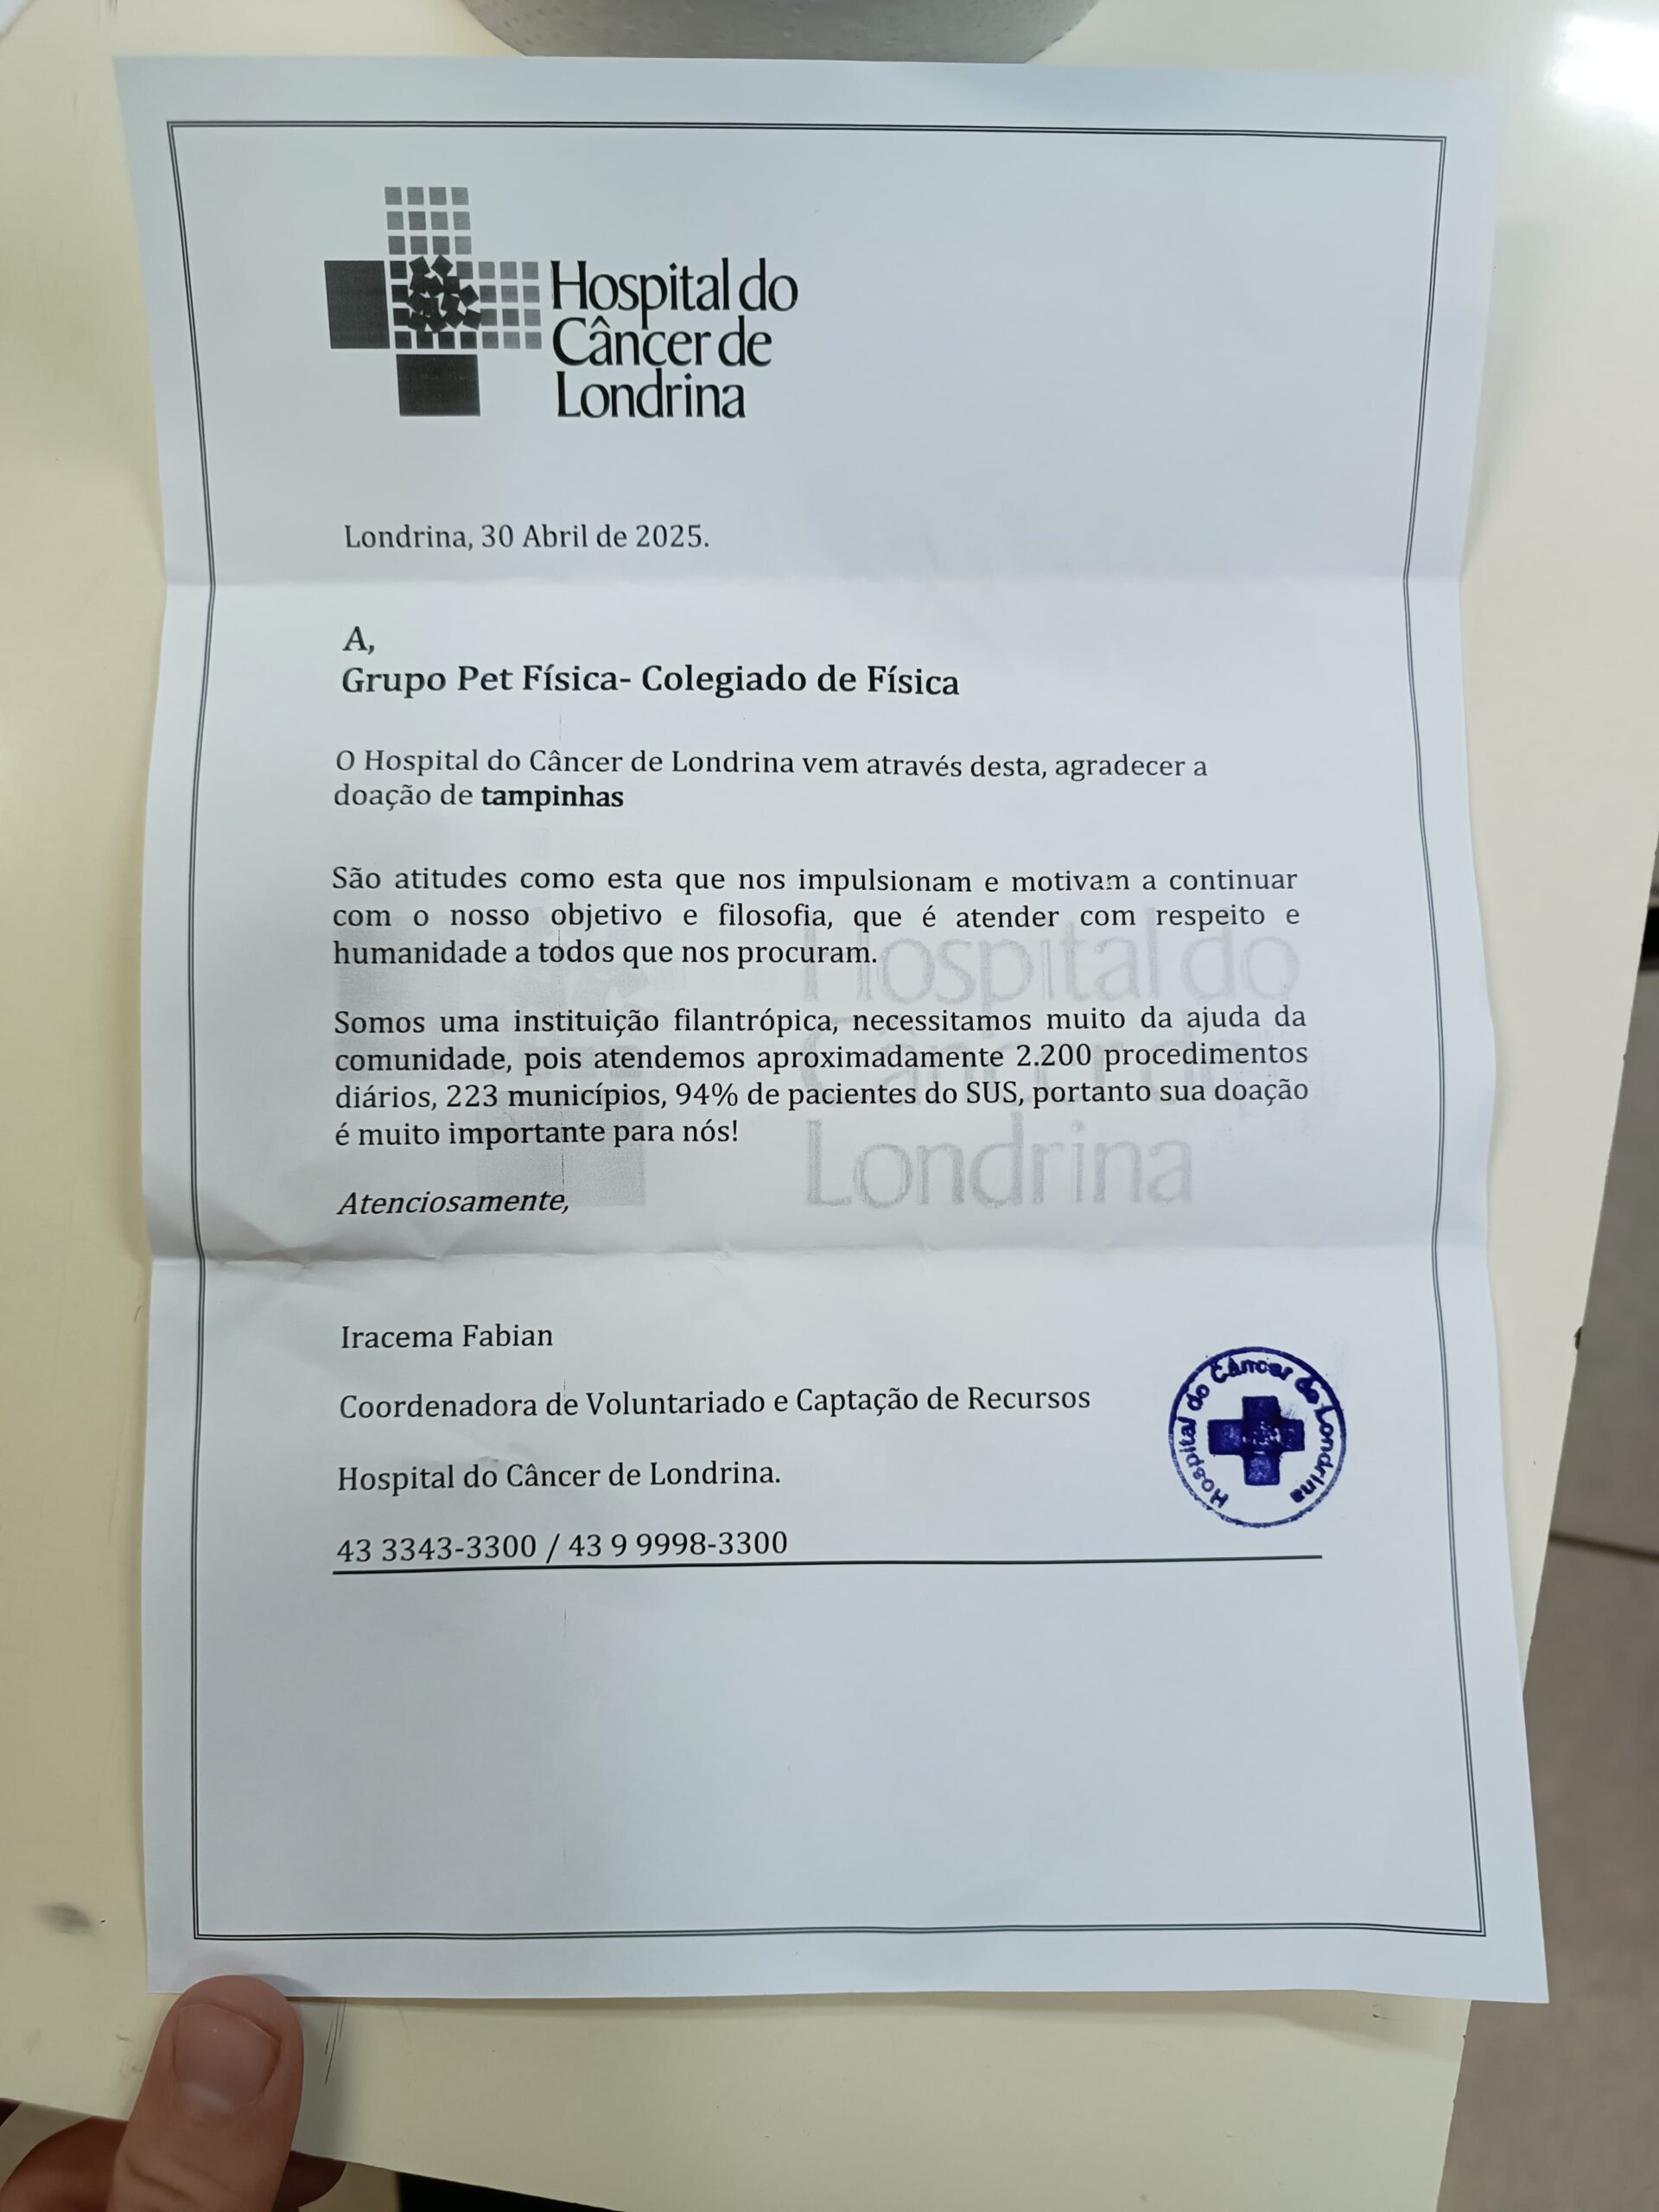 Hospital do
Câncer de
Londrina
Londrina, 30 Abril de 2025.
A,
Grupo Pet Física- Colegiado de Física
O Hospital do Câncer de Londrina vem através desta, agradecer a
doação de tampinhas
São atitudes como esta que nos impulsionam e motivam a continuar
com o nosso objetivo e filosofia, que é atender com respeito e
humanidade a todos que nos procuram.
Somos uma instituição filantrópica, necessitamos muito da ajuda da
comunidade, pois atendemos aproximadamente 2.200 procedimentos
diários, 223 municípios, 94% de pacientes do SUS, portanto sua doação
é muito importante para nós!
Hospital do
Câncer de
Londrina
Atenciosamente,
Iracema Fabian
Coordenadora de Voluntariado e Captação de Recursos
Hospital do Câncer de Londrina.
43 3343-3300 / 43 9 9998-3300
Hospital do Câncer de Londrina